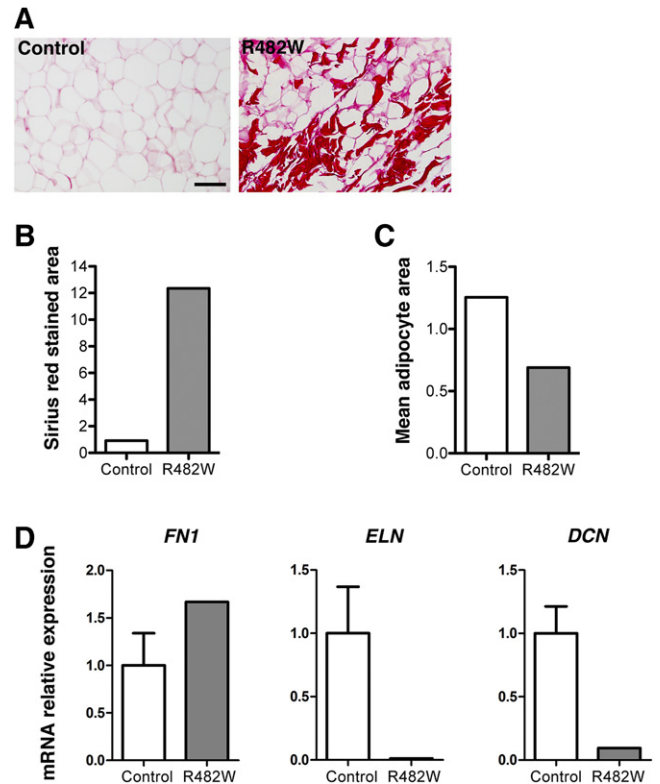 A
Control R482W
B
Sirius red stained area
14
12
10
8
6
4
2
0
Control R482W
C
Mean adipocyte area
1.5
1.0
0.5
0.0
Control R482W
D
mRNA relative expression
FN1
2.0
1.5
1.0
0.5
0.0
Control R482W
ELN
1.5
1.0
0.5
0.0
Control R482W
DCN
1.5
1.0
0.5
0.0
Control R482W